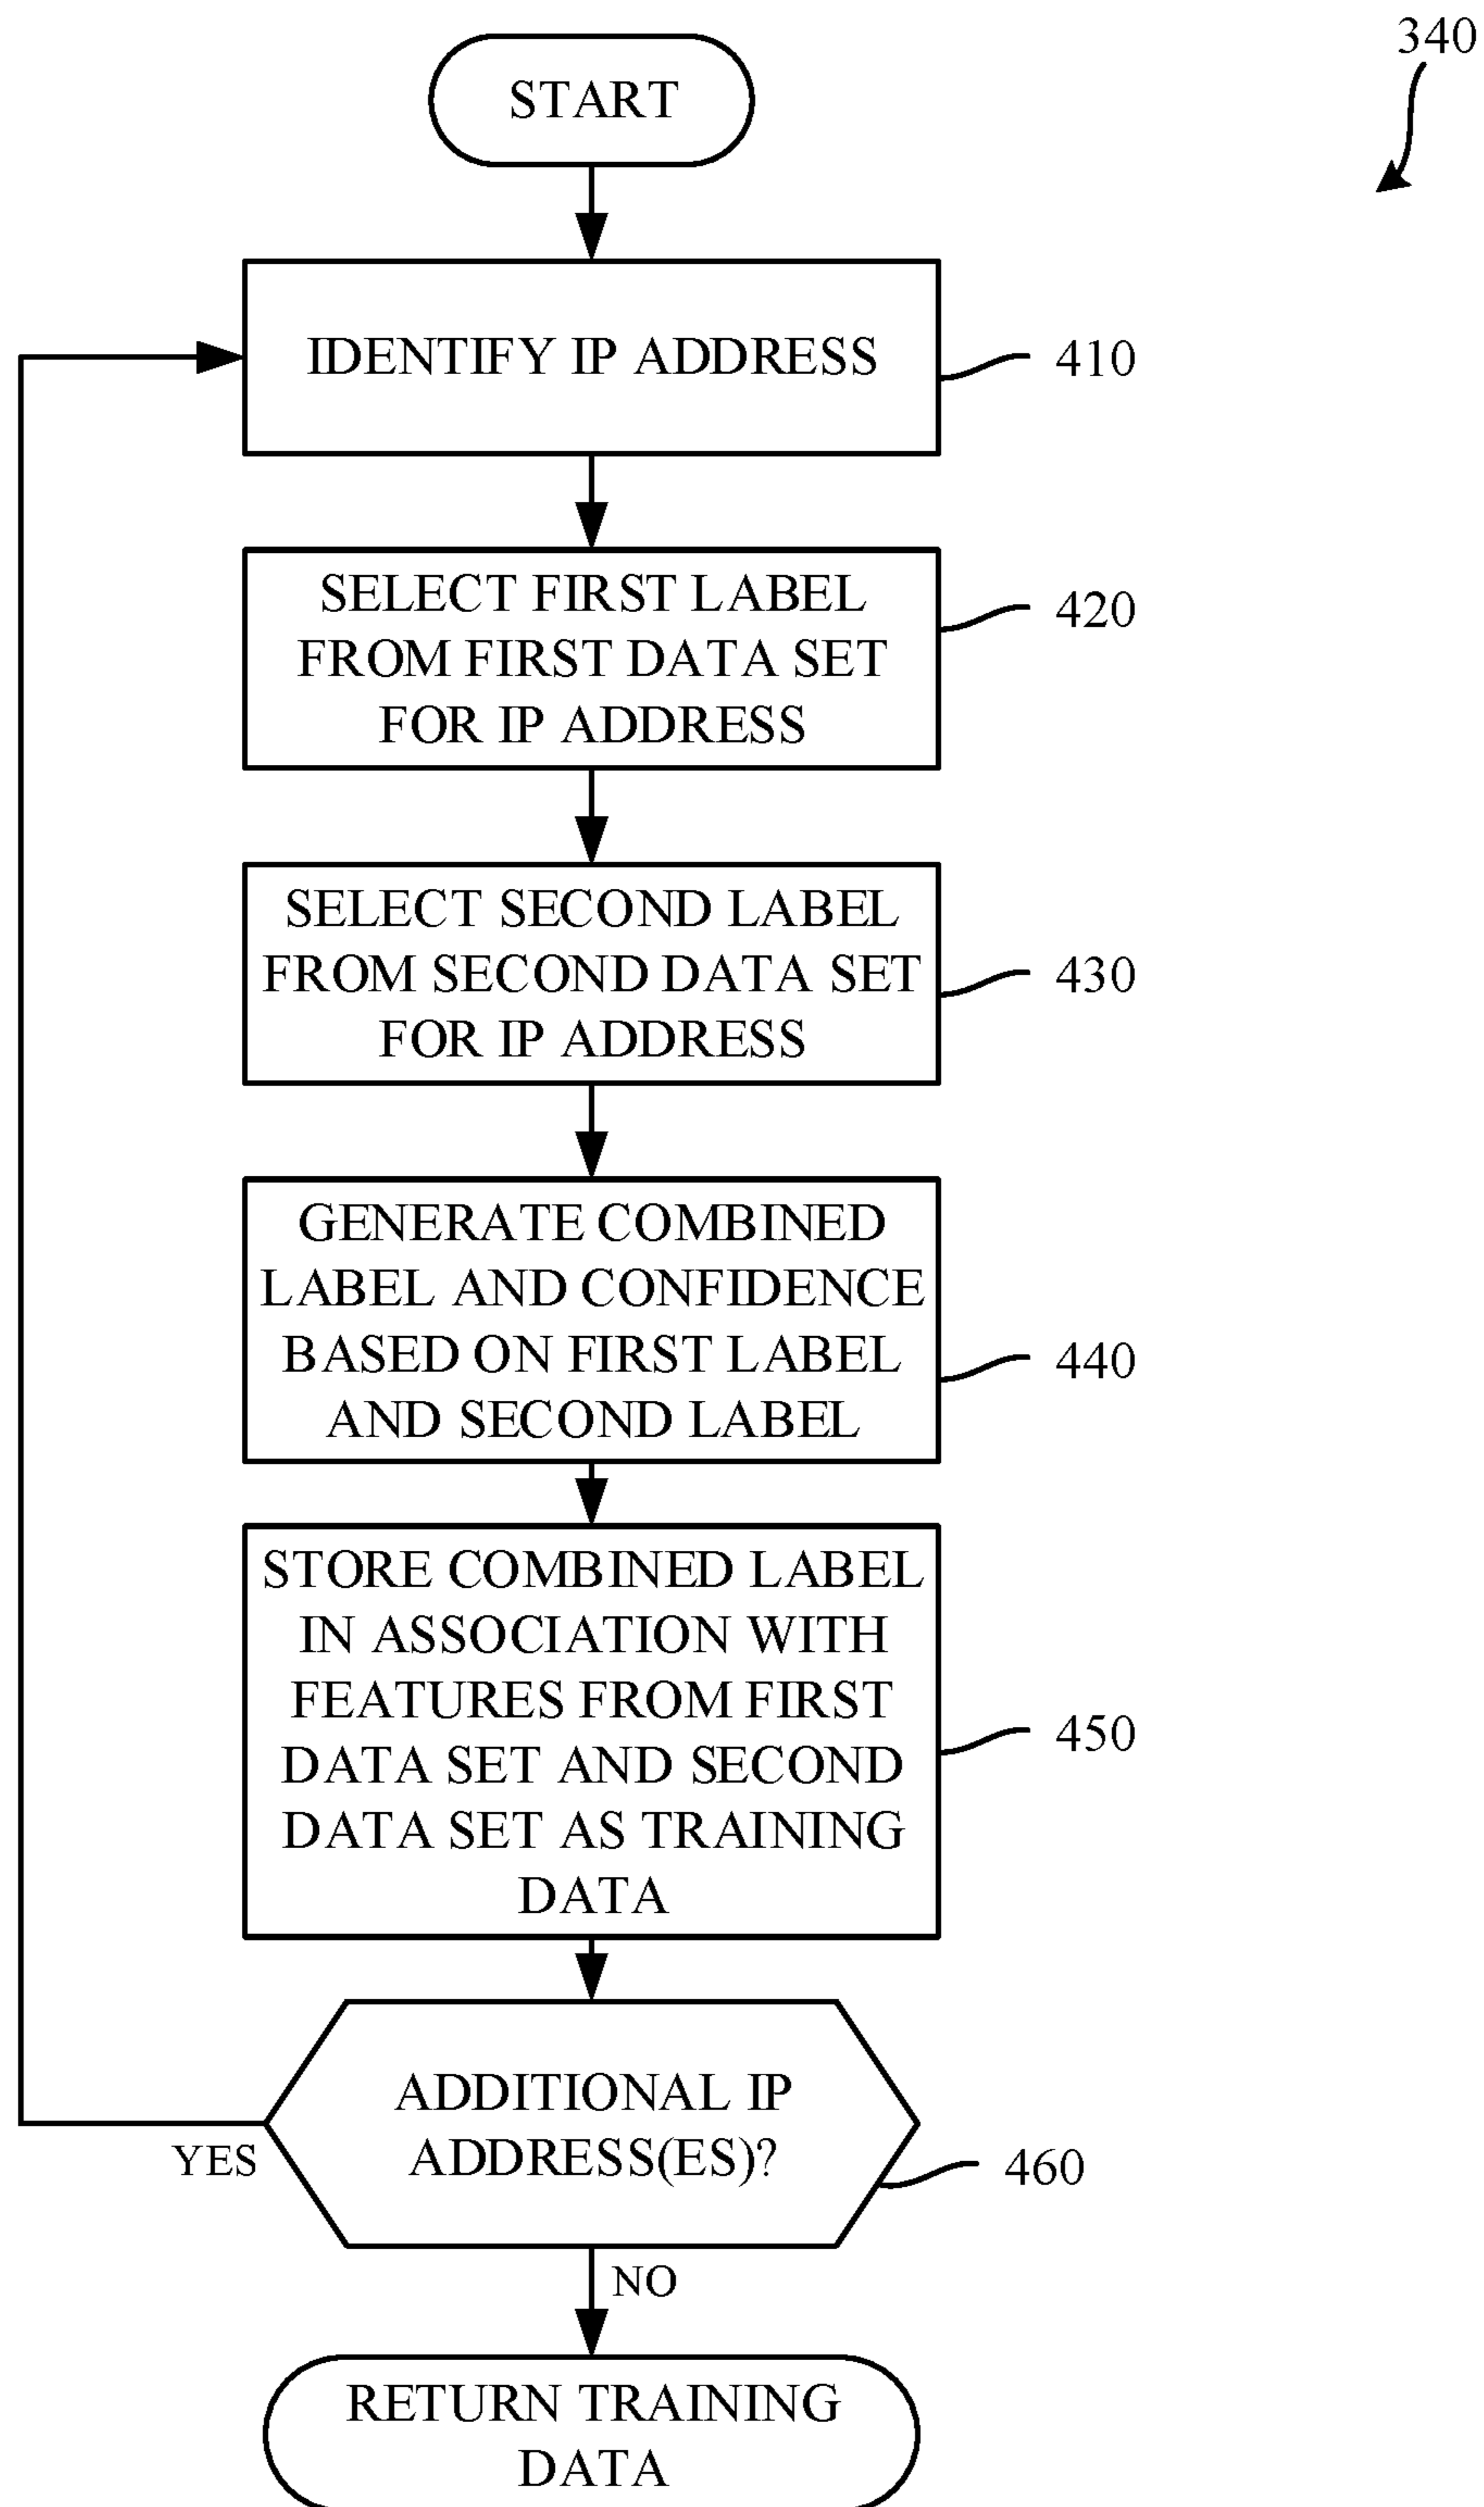 340
START
IDENTIFY IP ADDRESS
410
SELECT FIRST LABEL
FROM FIRST DATA SET
FOR IP ADDRESS
420
SELECT SECOND LABEL
FROM SECOND DATA SET
FOR IP ADDRESS
430
GENERATE COMBINED
LABEL AND CONFIDENCE
BASED ON FIRST LABEL
AND SECOND LABEL
440
STORE COMBINED LABEL
IN ASSOCIATION WITH
FEATURES FROM FIRST
DATA SET AND SECOND
DATA SET AS TRAINING
DATA
450
ADDITIONAL IP
ADDRESS(ES)?
460
YES
NO
RETURN TRAINING
DATA